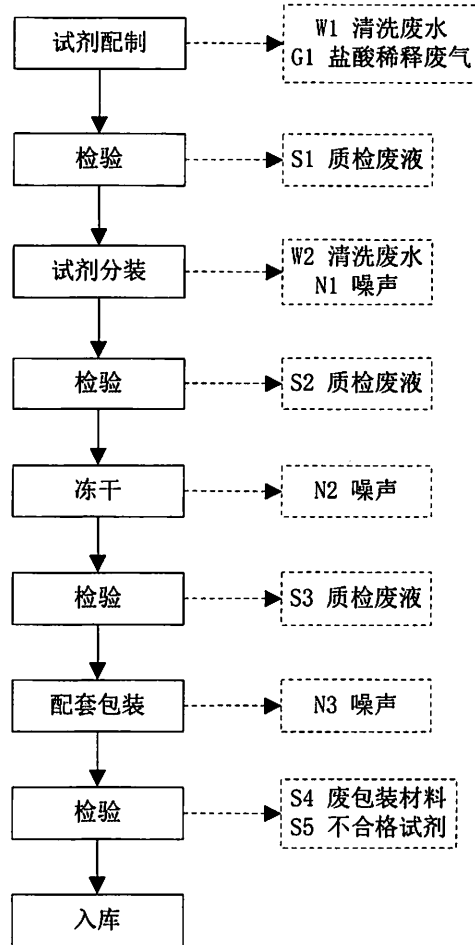 试剂配制
W1 清洗废水
G1 盐酸稀释废气
检验
S1 质检废液
试剂分装
W2 清洗废水
N1 噪声
检验
S2 质检废液
冻干
N2 噪声
检验
S3 质检废液
配套包装
N3 噪声
检验
S4 废包装材料
S5 不合格试剂
入库